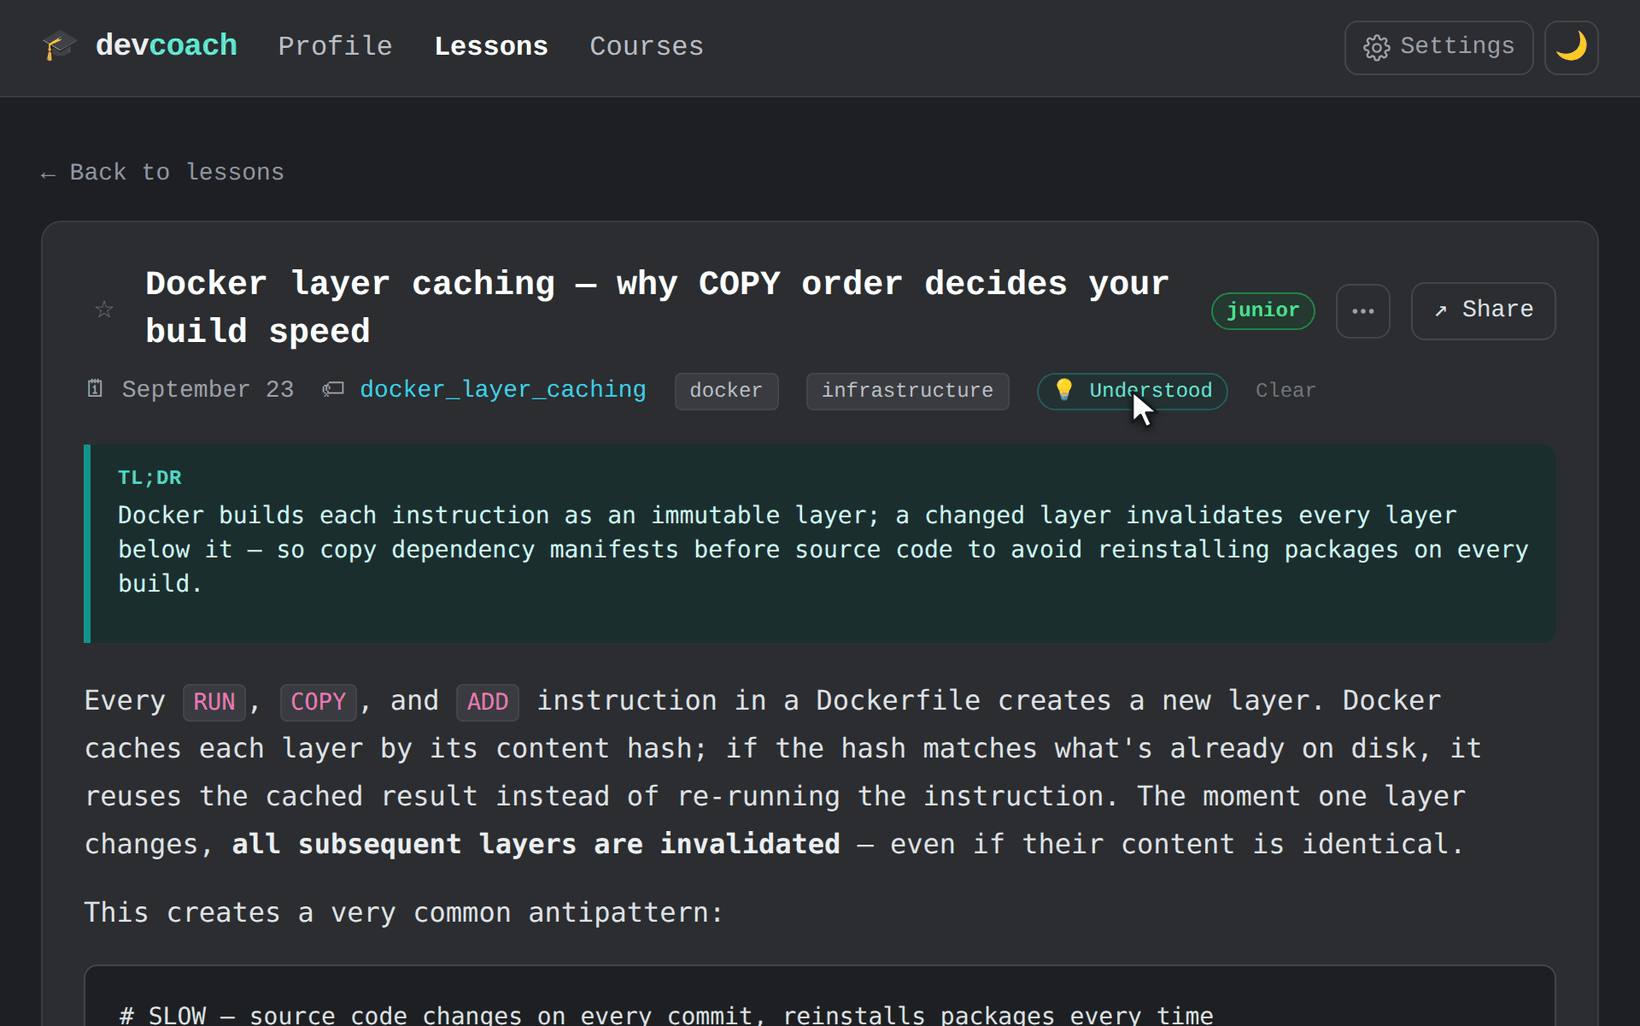 devcoach Profile Lessons Courses Settings
← Back to lessons
Docker layer caching — why COPY order decides your
build speed
junior
↗ Share
September 23 docker_layer_caching docker infrastructure Understood Clear
TL;DR
Docker builds each instruction as an immutable layer; a changed layer invalidates every layer
below it — so copy dependency manifests before source code to avoid reinstalling packages on every
build.
Every RUN, COPY, and ADD instruction in a Dockerfile creates a new layer. Docker
caches each layer by its content hash; if the hash matches what's already on disk, it
reuses the cached result instead of re-running the instruction. The moment one layer
changes, all subsequent layers are invalidated — even if their content is identical.
This creates a very common antipattern:
# SLOW — source code changes on every commit, reinstalls packages every time